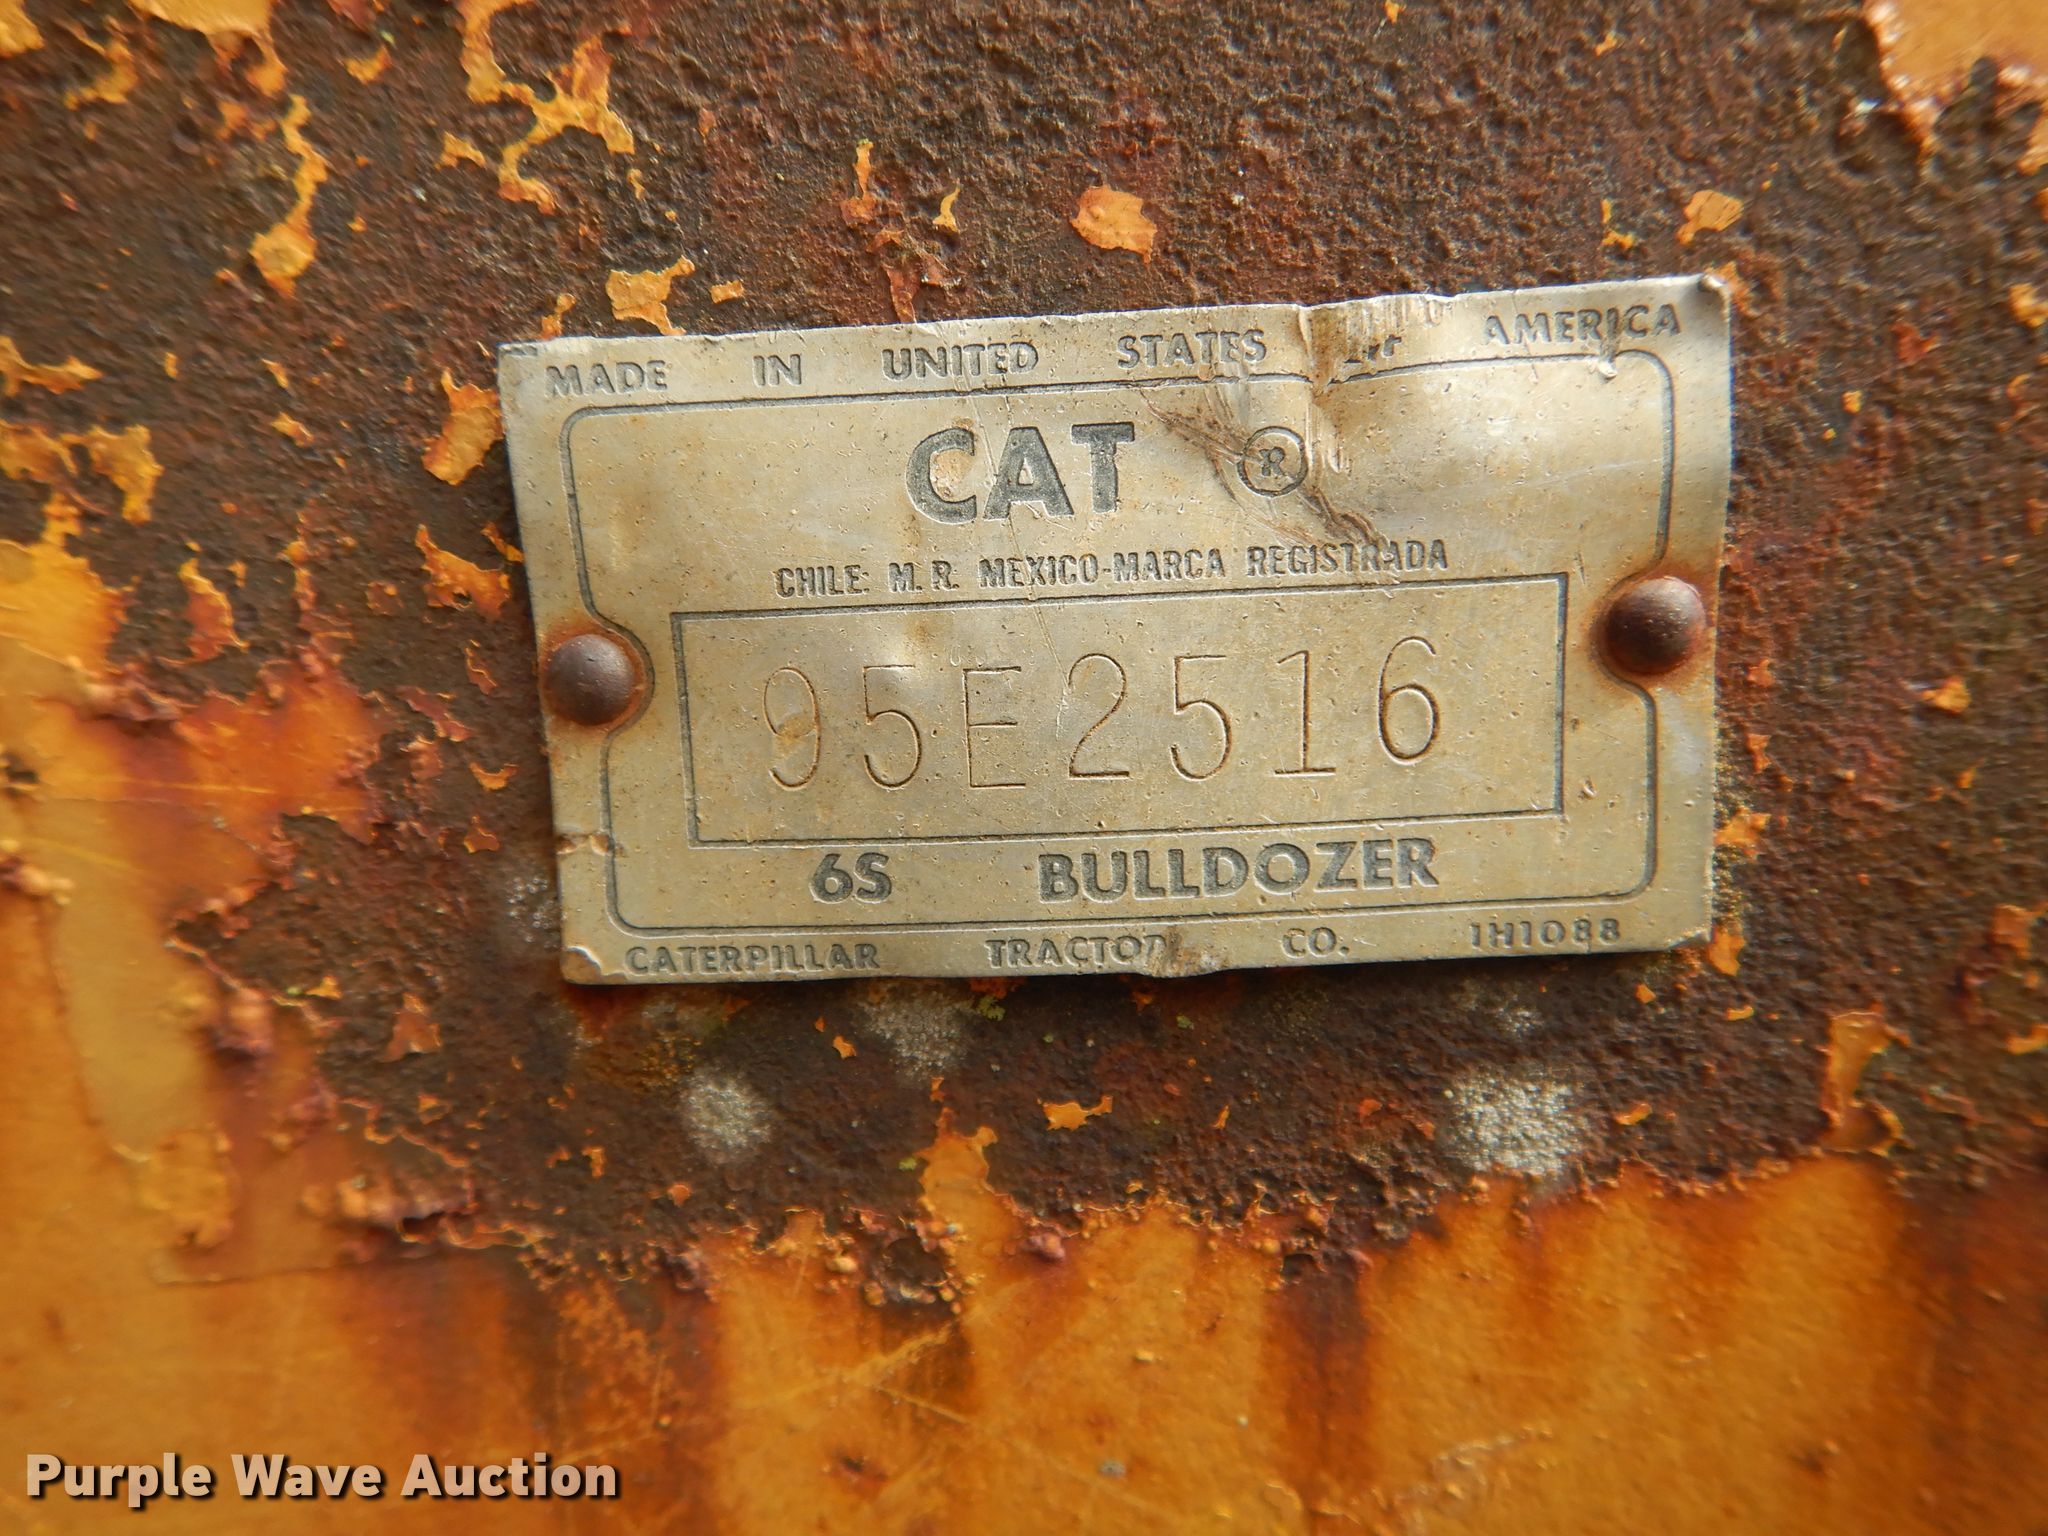 MADE IN UNITED STATES AMERICA
CAT ®
CHILE: M. R. MEXICO-MARCA REGISTRADA
95E2516
6S BULLDOZER
CATERPILLAR TRACTOR CO. 1H1088
Purple Wave Auction